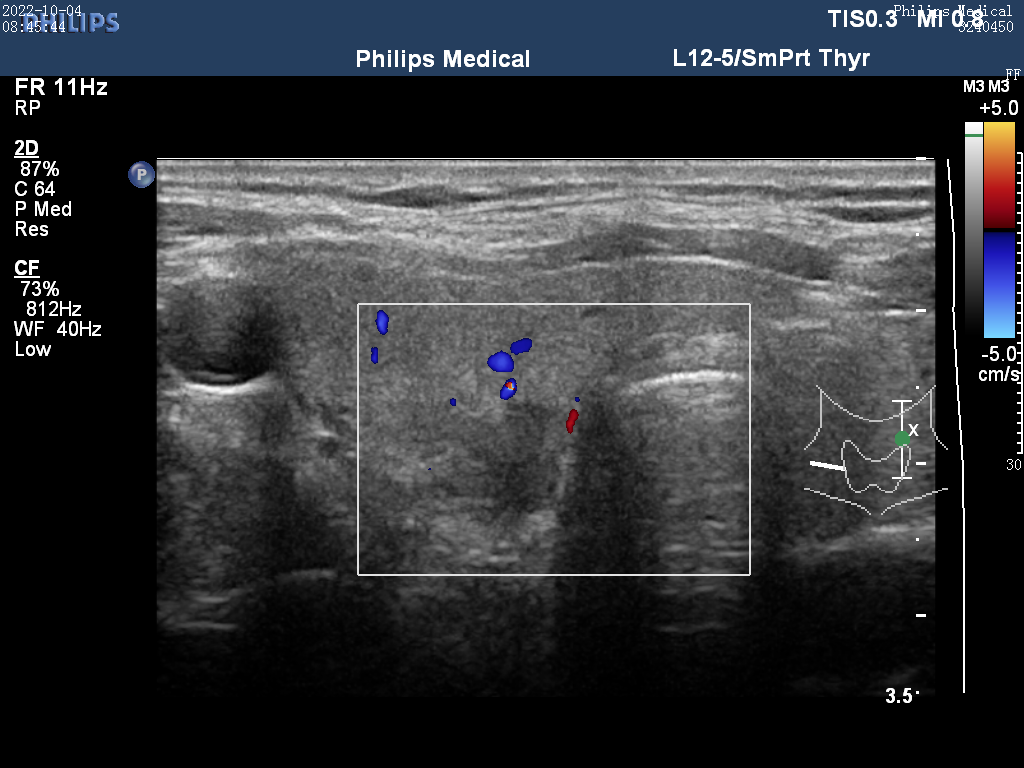 2022-10-04
08:45:44
PHILIPS
TIS0.3 MI 0.8
Philips Medical
3240450
Philips Medical
L12-5/SmPrt Thyr
FF
FR 11Hz
RP
M3 M3
+5.0
2D
87%
C 64
P Med
Res
P
CF
73%
812Hz
WF 40Hz
Low
-5.0
cm/s
x
30
3.5